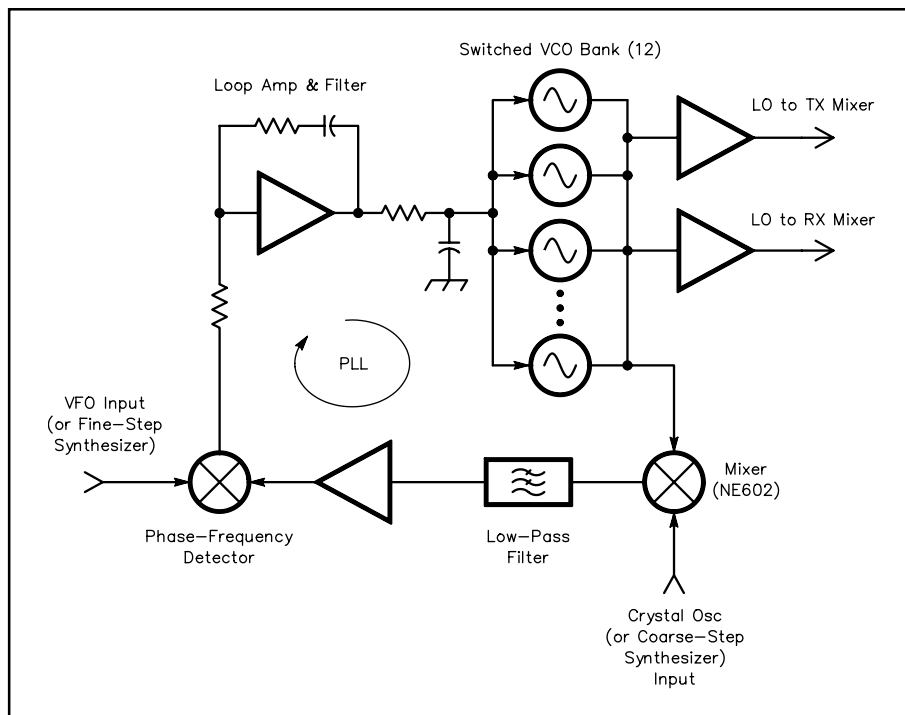 Switched VCO Bank (12)
Loop Amp & Filter
LO to TX Mixer
LO to RX Mixer
PLL
VFO Input
(or Fine-Step
Synthesizer)
Mixer
(NE602)
Phase-Frequency
Detector
Low-Pass
Filter
Crystal Osc
(or Coarse-Step
Synthesizer)
Input